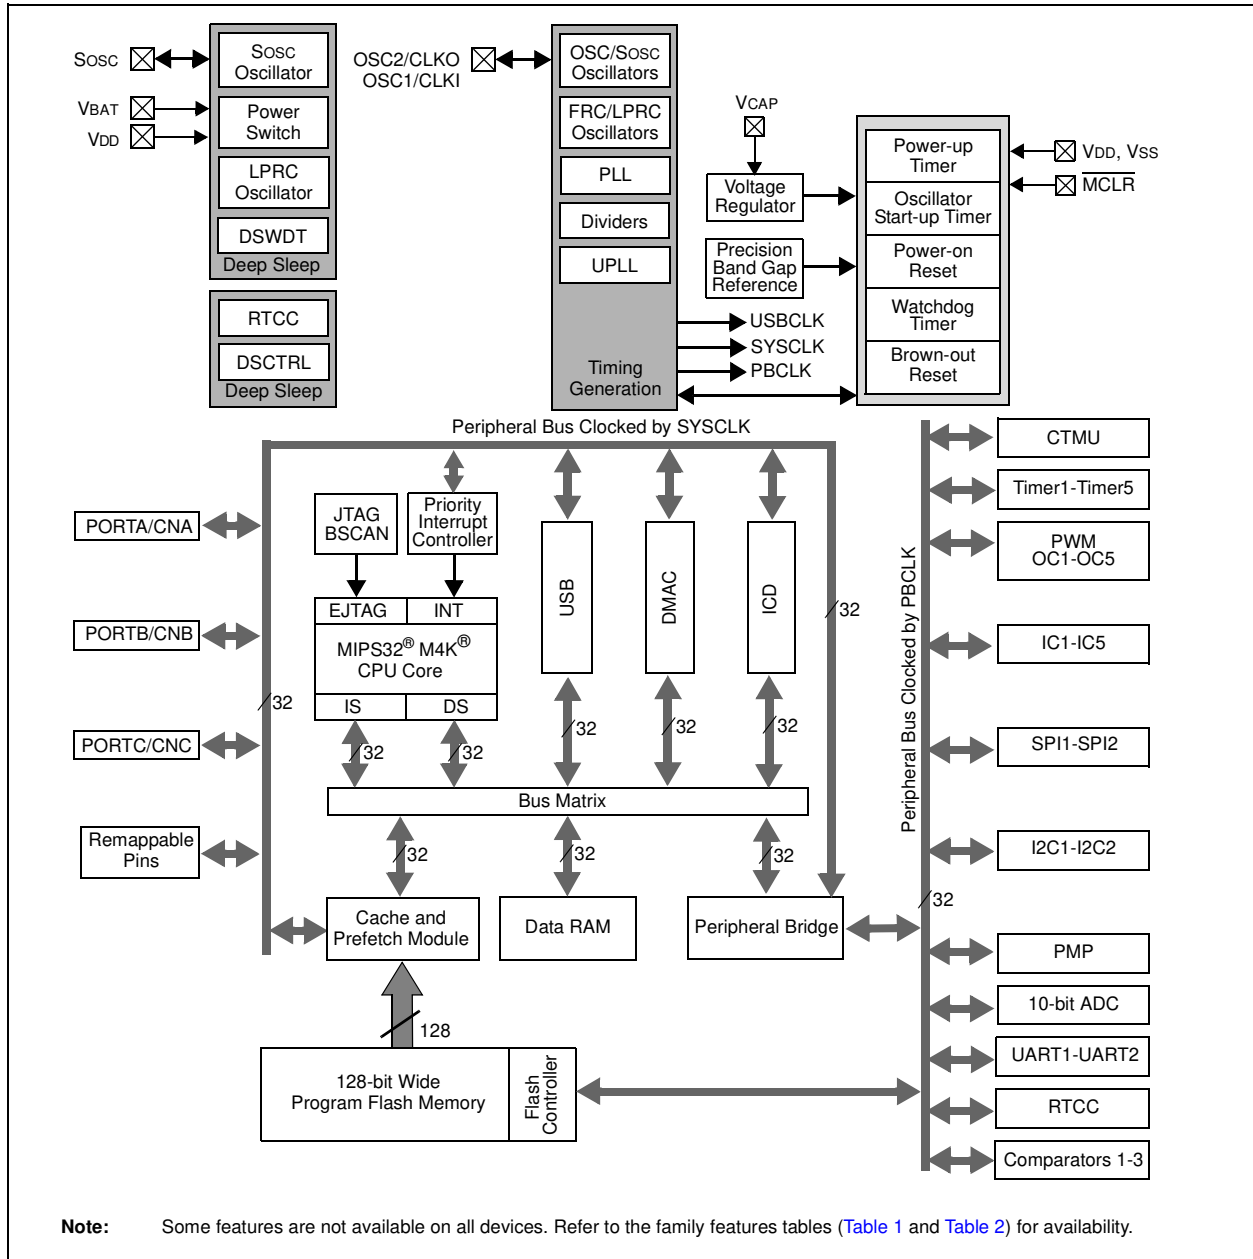 SOSC
VBAT
VDD
SOSC
Oscillator
Power
Switch
LPRC
Oscillator
DSWDT
Deep Sleep
RTCC
DSCTRL
Deep Sleep
OSC2/CLKO
OSC1/CLKI
OSC/SOSC
Oscillators
FRC/LPRC
Oscillators
PLL
Dividers
UPLL
Timing
Generation
USBCLK
SYSCLK
PBCLK
VCAP
Voltage
Regulator
Precision
Band Gap
Reference
Power-up
Timer
Oscillator
Start-up Timer
Power-on
Reset
Watchdog
Timer
Brown-out
Reset
VDD, VSS
MCLR
Peripheral Bus Clocked by SYSCLK
PORTA/CNA
PORTB/CNB
PORTC/CNC
Remappable
Pins
32
JTAG
BSCAN
Priority
Interrupt
Controller
EJTAG
INT
MIPS32® M4K®
CPU Core
IS
DS
32
32
USB
32
DMAC
32
ICD
32
32
Bus Matrix
32
32
32
Cache and
Prefetch Module
Data RAM
Peripheral Bridge
128
128-bit Wide
Program Flash Memory
Flash
Controller
Peripheral Bus Clocked by PBCLK
32
CTMU
Timer1-Timer5
PWM
OC1-OC5
IC1-IC5
SPI1-SPI2
I2C1-I2C2
PMP
10-bit ADC
UART1-UART2
RTCC
Comparators 1-3
Note: Some features are not available on all devices. Refer to the family features tables (Table 1 and Table 2) for availability.